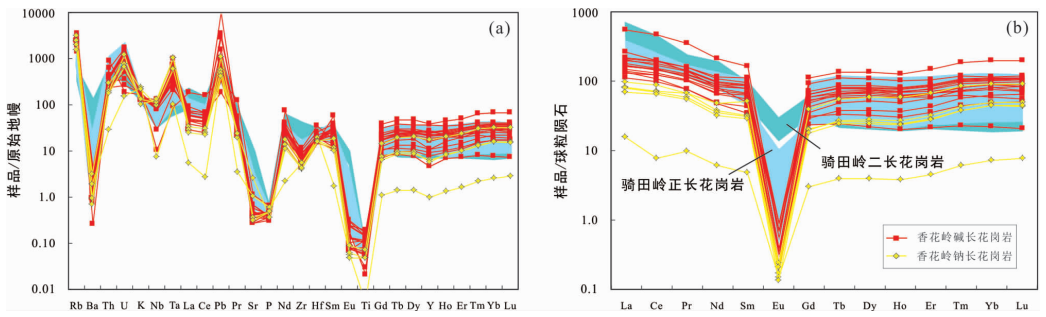 10000
1000
100
10
1.0
0.10
0.01
样品/原始地幔
(a)
Rb Ba Th U K Nb Ta La Ce Pb Pr Sr P Nd Zr Hf Sm Eu Ti Gd Tb Dy Y Ho Er Tm Yb Lu
1000
100
10
1.0
0.1
样品/球粒陨石
(b)
骑田岭二长花岗岩
骑田岭正长花岗岩
香花岭碱长花岗岩
香花岭钠长花岗岩
La Ce Pr Nd Sm Eu Gd Tb Dy Ho Er Tm Yb Lu